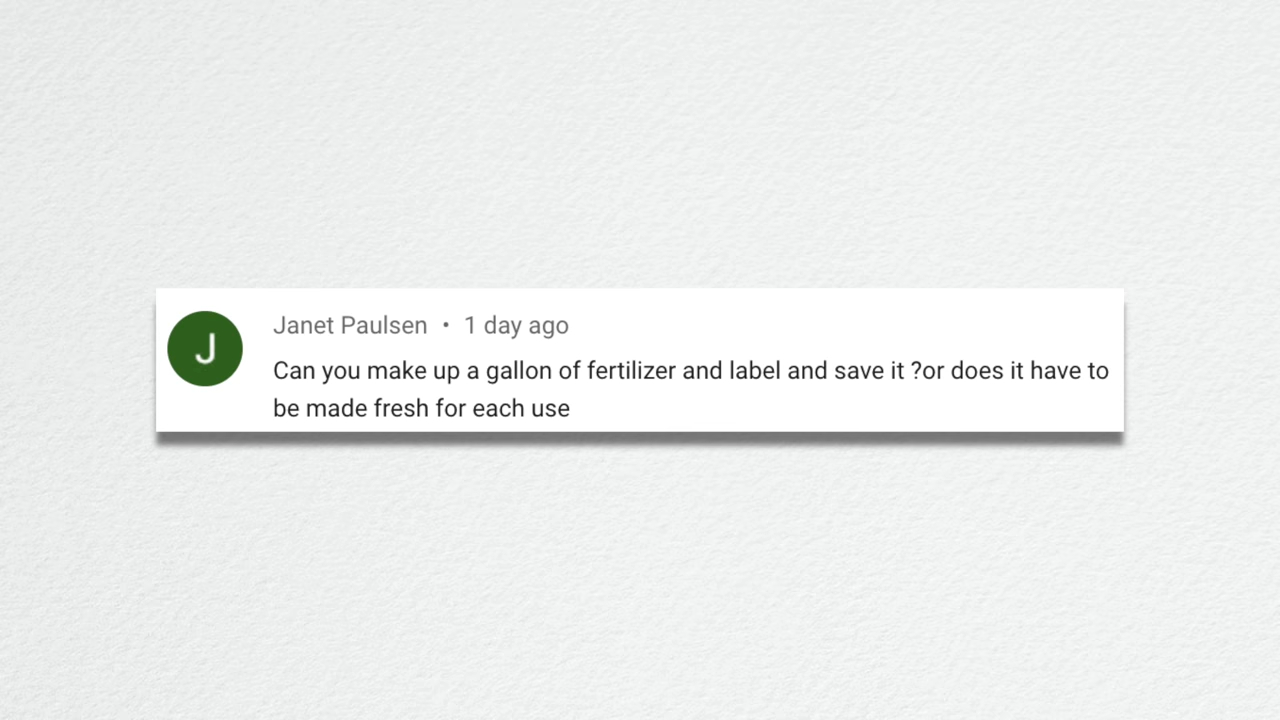 J
Janet Paulsen • 1 day ago
Can you make up a gallon of fertilizer and label and save it ?or does it have to
be made fresh for each use